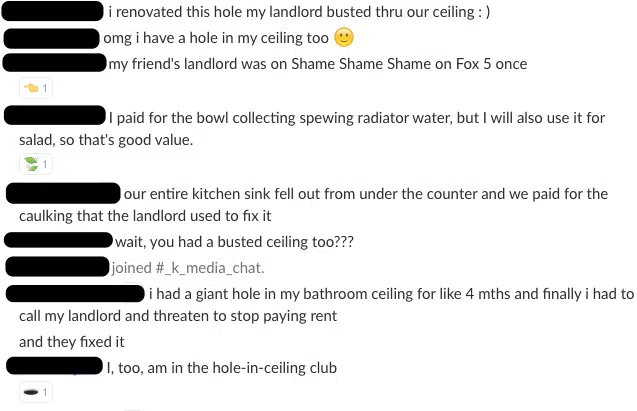 i renovated this hole my landlord busted thru our ceiling : )
omg i have a hole in my ceiling too 🙂
my friend's landlord was on Shame Shame Shame on Fox 5 once
1
I paid for the bowl collecting spewing radiator water, but I will also use it for
salad, so that's good value.
1
our entire kitchen sink fell out from under the counter and we paid for the
caulking that the landlord used to fix it
wait, you had a busted ceiling too???
joined #_k_media_chat.
i had a giant hole in my bathroom ceiling for like 4 mths and finally i had to
call my landlord and threaten to stop paying rent
and they fixed it
I, too, am in the hole-in-ceiling club
1